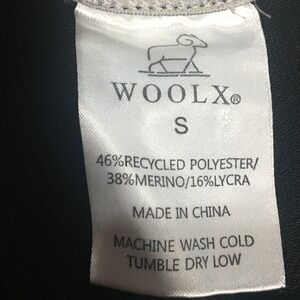 WOOLX®
S
46%RECYCLED POLYESTER/
38%MERINO/16%LYCRA
MADE IN CHINA
MACHINE WASH COLD
TUMBLE DRY LOW